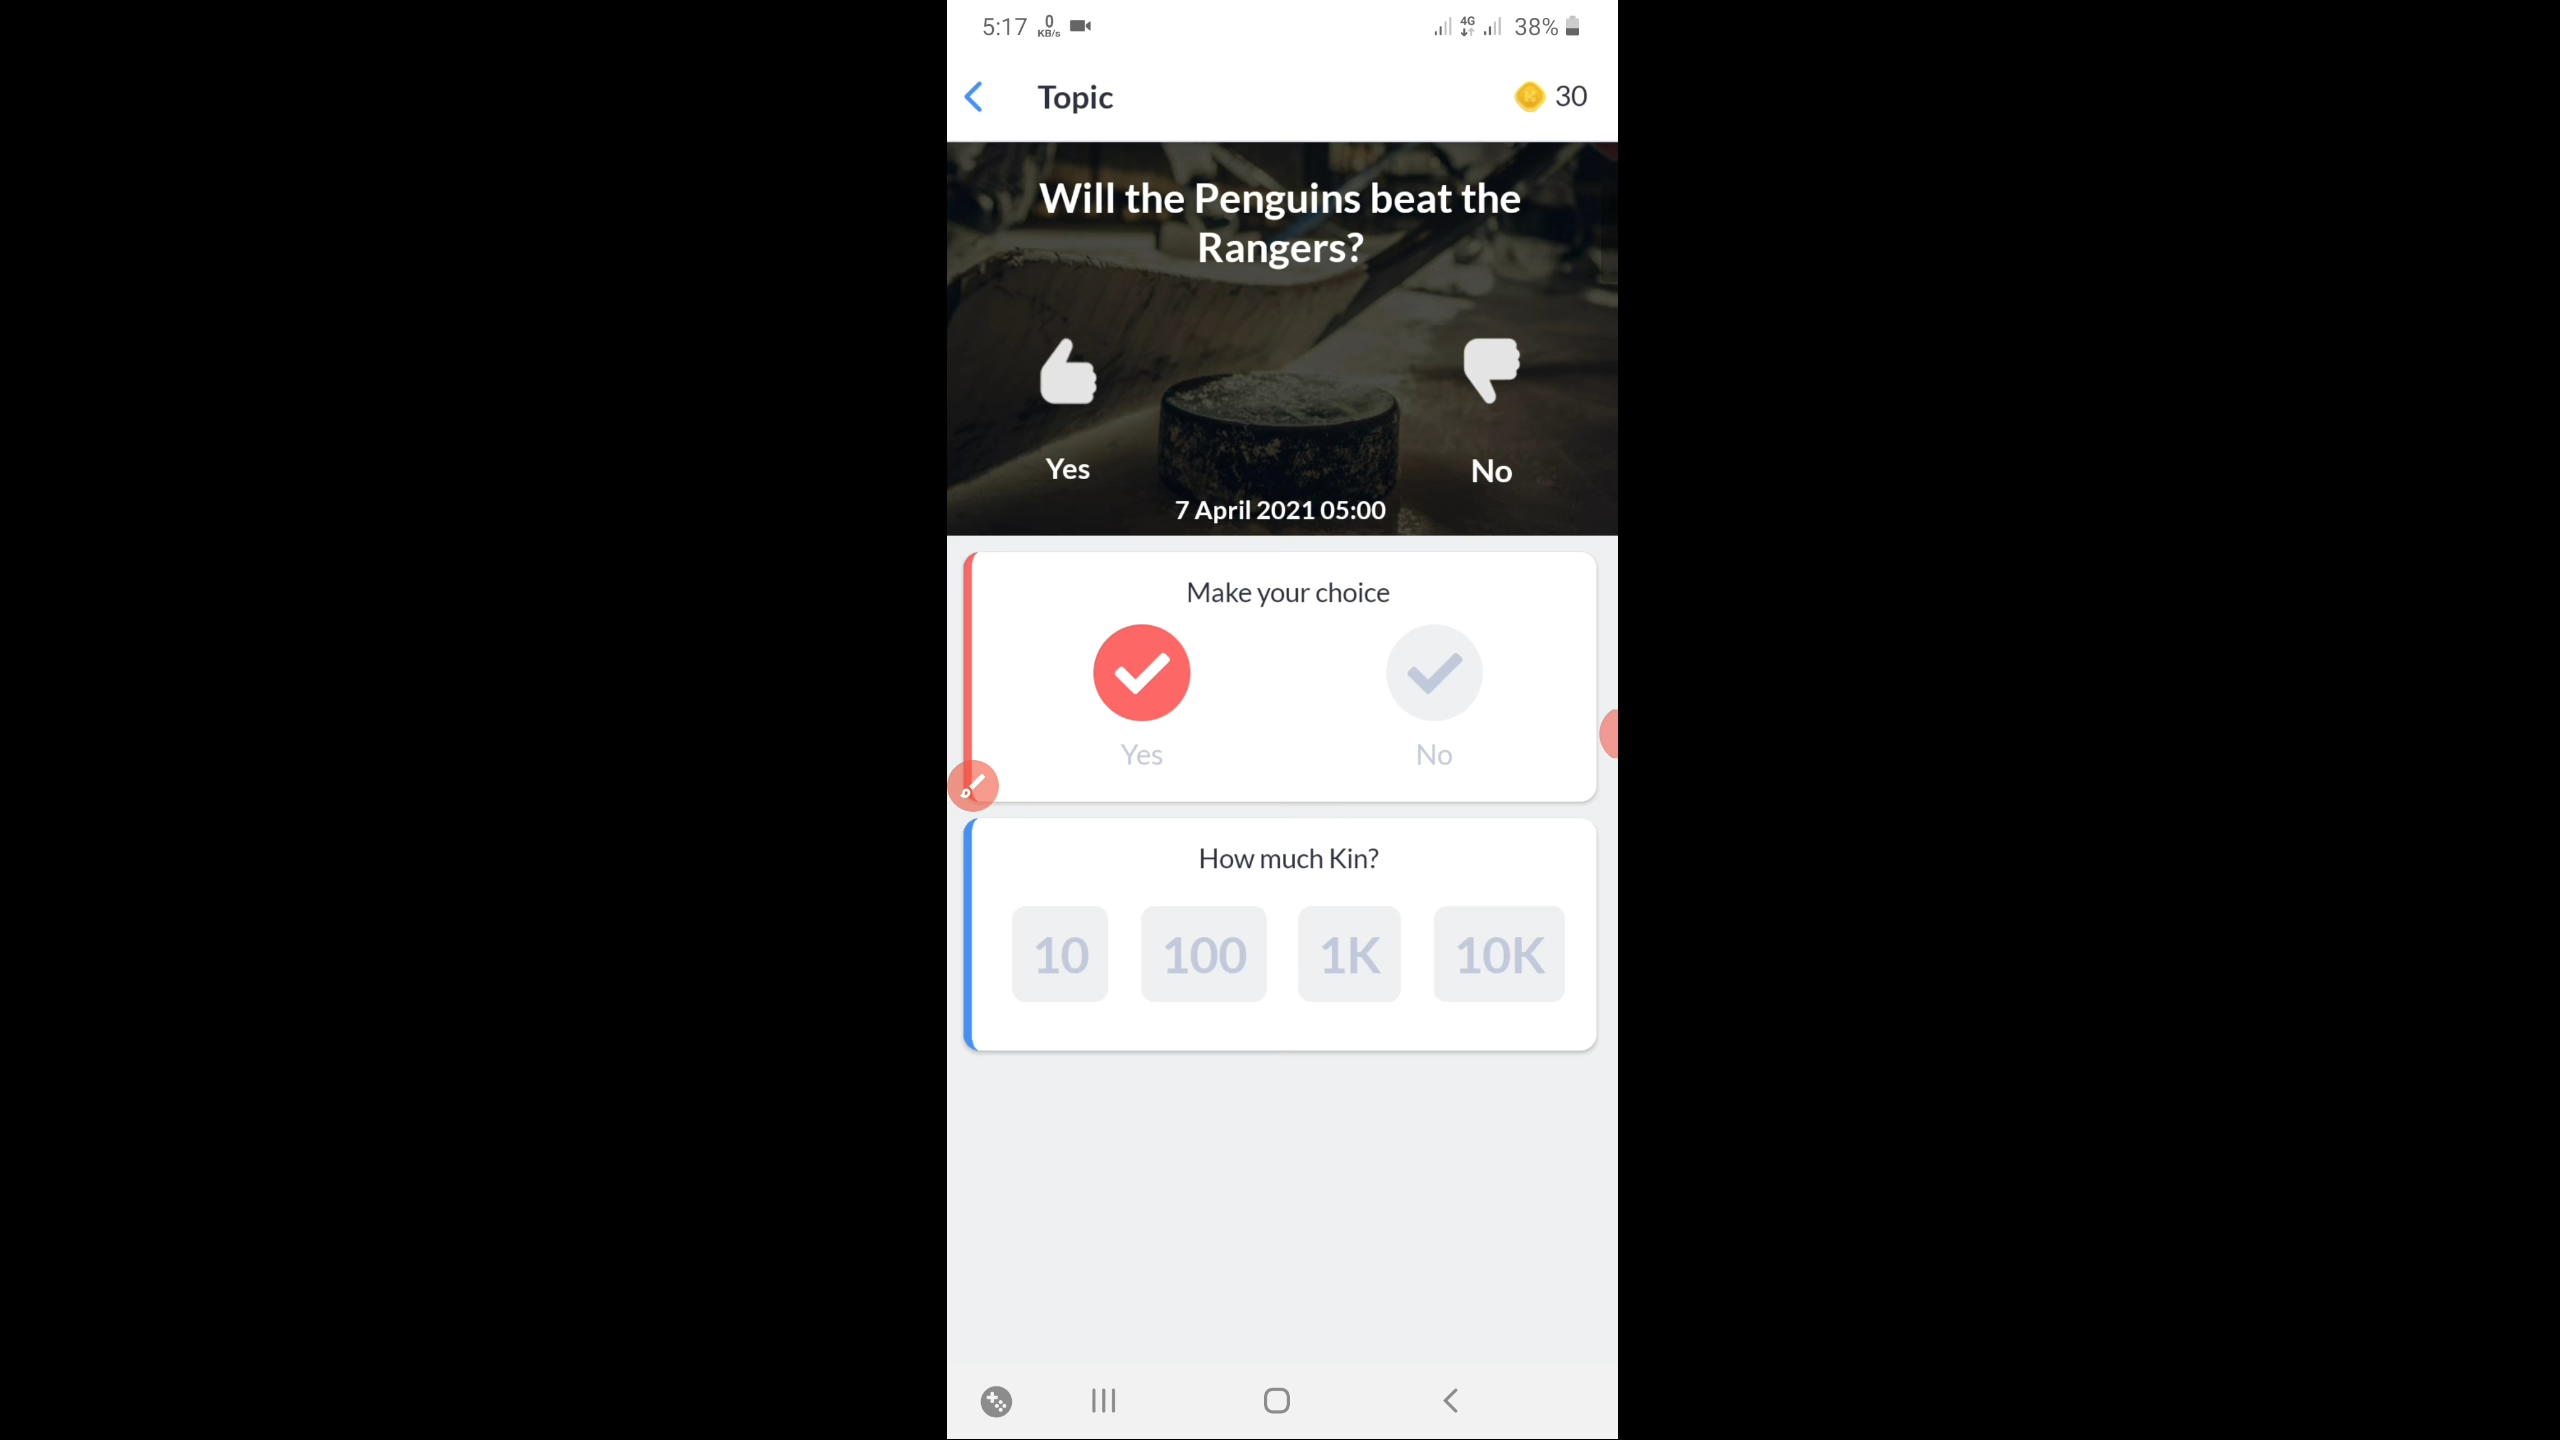 5:17 0 KB/s 4G 38%
Topic 30
Will the Penguins beat the
Rangers?
Yes No
7 April 2021 05:00
Make your choice
Yes No
How much Kin?
10 100 1K 10K